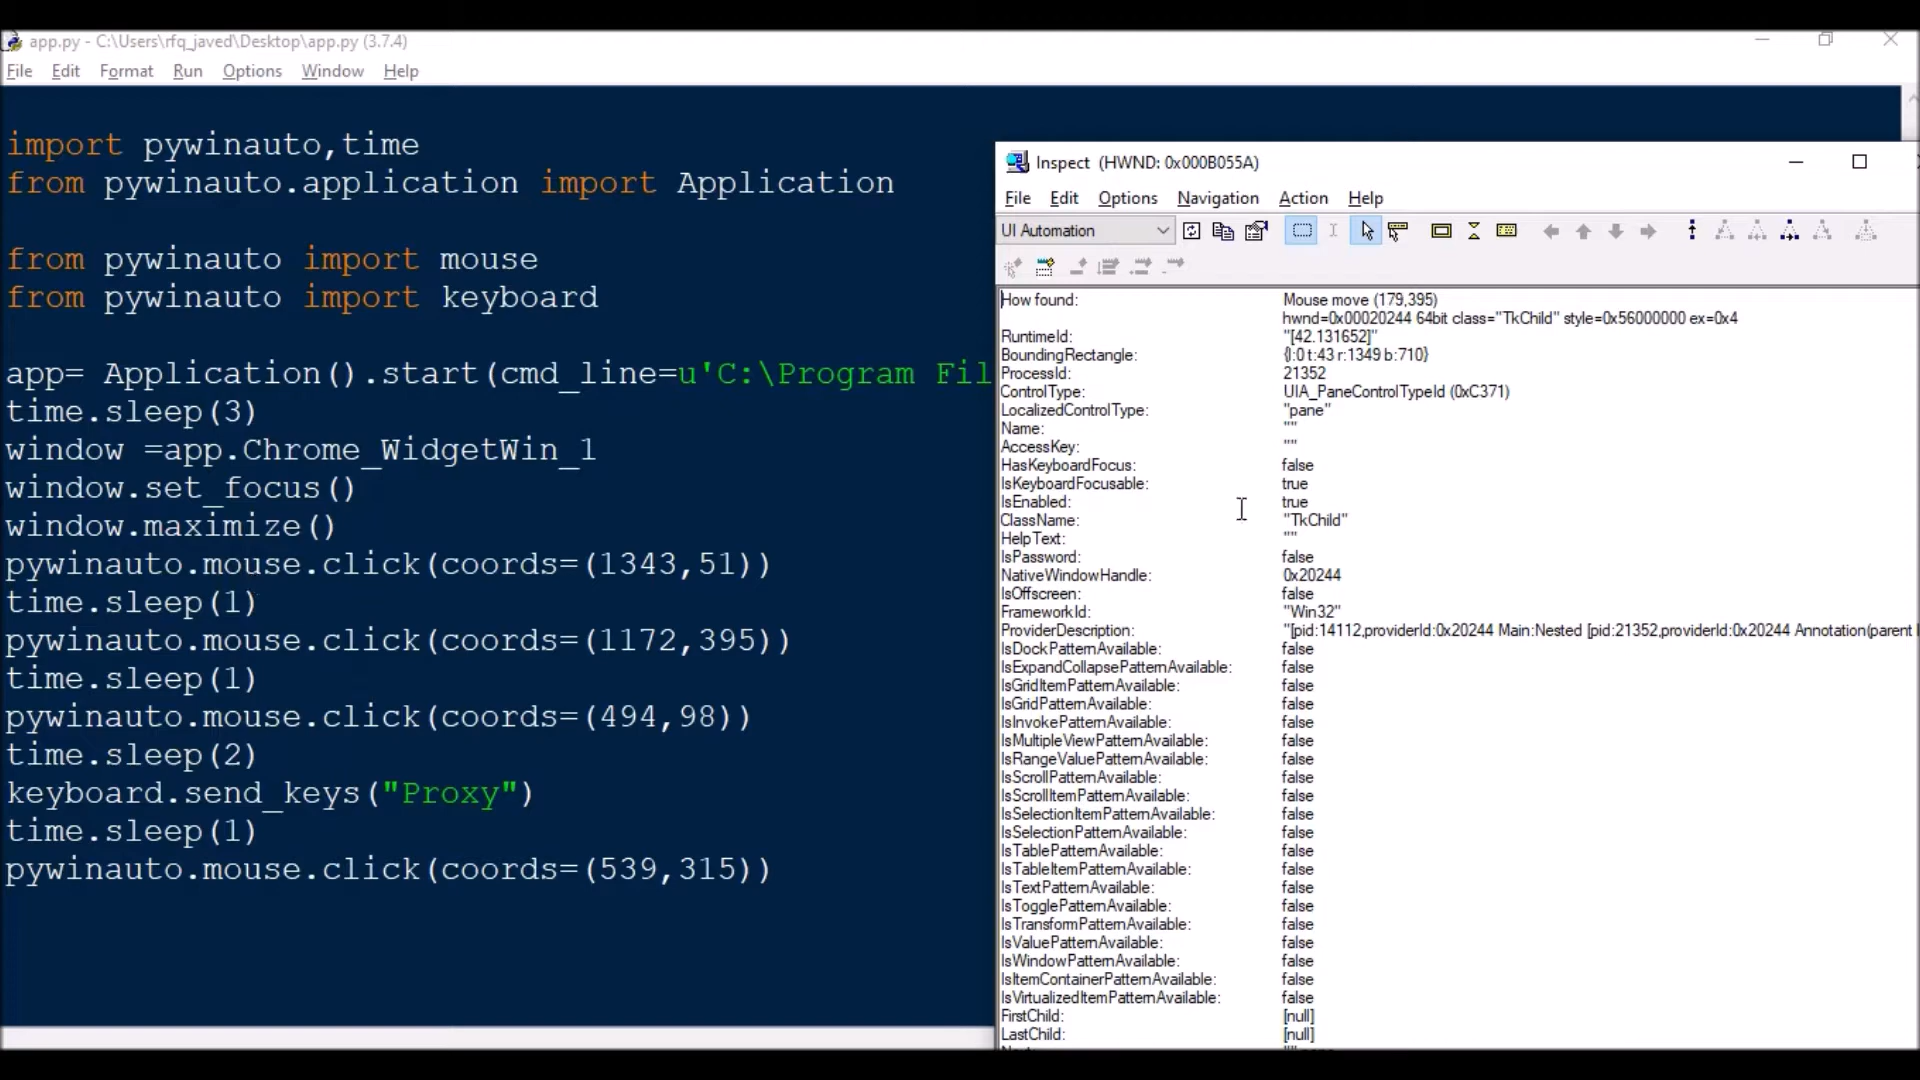 app.py - C:\Users\rfq_javed\Desktop\app.py (3.7.4)
File Edit Format Run Options Window Help
import pywinauto,time
from pywinauto.application import Application
from pywinauto import mouse
from pywinauto import keyboard
app= Application().start(cmd_line=u'C:\Program Fil
time.sleep(3)
window =app.Chrome_WidgetWin_1
window.set_focus()
window.maximize()
pywinauto.mouse.click(coords=(1343,51))
time.sleep(1)
pywinauto.mouse.click(coords=(1172,395))
time.sleep(1)
pywinauto.mouse.click(coords=(494,98))
time.sleep(2)
keyboard.send_keys("Proxy")
time.sleep(1)
pywinauto.mouse.click(coords=(539,315))
Inspect (HWND: 0x000B055A)
File Edit Options Navigation Action Help
UI Automation
How found: Mouse move (179,395)
hwnd=0x00020244 64bit class="TkChild" style=0x56000000 ex=0x4
RuntimeId: "[42.131652]"
BoundingRectangle: {l:0 t:43 r:1349 b:710}
ProcessId: 21352
ControlType: UIA_PaneControlTypeId (0xC371)
LocalizedControlType: "pane"
Name: ""
AccessKey: ""
HasKeyboardFocus: false
IsKeyboardFocusable: true
IsEnabled: true
ClassName: "TkChild"
HelpText: ""
IsPassword: false
NativeWindowHandle: 0x20244
IsOffscreen: false
FrameworkId: "Win32"
ProviderDescription: "[pid:14112,providerId:0x20244 Main:Nested [pid:21352,providerId:0x20244 Annotation(parent
IsDockPatternAvailable: false
IsExpandCollapsePatternAvailable: false
IsGridItemPatternAvailable: false
IsGridPatternAvailable: false
IsInvokePatternAvailable: false
IsMultipleViewPatternAvailable: false
IsRangeValuePatternAvailable: false
IsScrollPatternAvailable: false
IsScrollItemPatternAvailable: false
IsSelectionItemPatternAvailable: false
IsSelectionPatternAvailable: false
IsTablePatternAvailable: false
IsTableItemPatternAvailable: false
IsTextPatternAvailable: false
IsTogglePatternAvailable: false
IsTransformPatternAvailable: false
IsValuePatternAvailable: false
IsWindowPatternAvailable: false
IsItemContainerPatternAvailable: false
IsVirtualizedItemPatternAvailable: false
FirstChild: [null]
LastChild: [null]